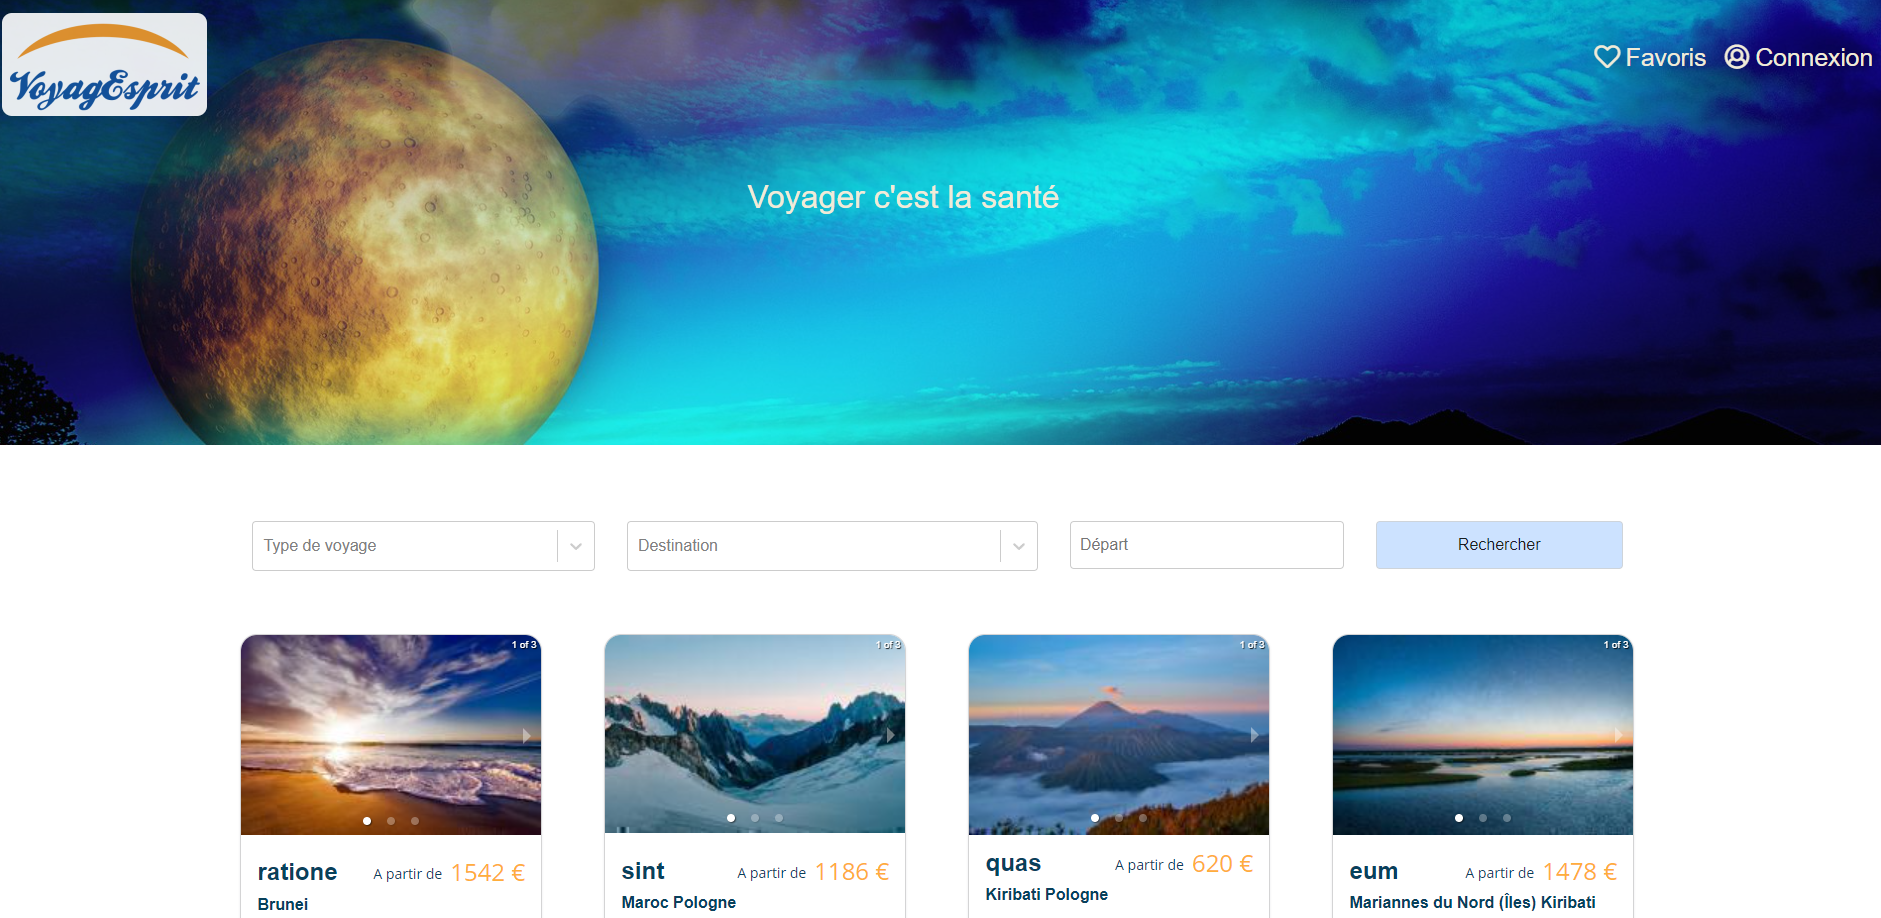 VoyagEsprit
Favoris
Connexion
Voyager c'est la santé
Type de voyage
Destination
Départ
Rechercher
1 of 3
1 of 3
1 of 3
1 of 3
ratione A partir de 1542 €
Brunei
sint A partir de 1186 €
Maroc Pologne
quas A partir de 620 €
Kiribati Pologne
eum A partir de 1478 €
Mariannes du Nord (Îles) Kiribati